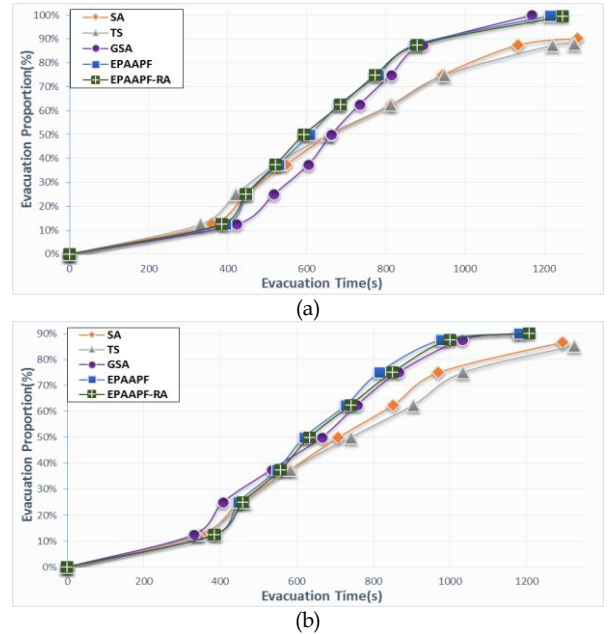 100%
90%
80%
70%
60%
50%
40%
30%
20%
10%
0%
Evacuation Proportion(%)
SA
TS
GSA
EPAAPF
EPAAPF-RA
0 200 400 600 800 1000 1200
Evacuation Time(s)
(a)
90%
80%
70%
60%
50%
40%
30%
20%
10%
0%
Evacuation Proportion(%)
SA
TS
GSA
EPAAPF
EPAAPF-RA
0 200 400 600 800 1000 1200
Evacuation Time(s)
(b)